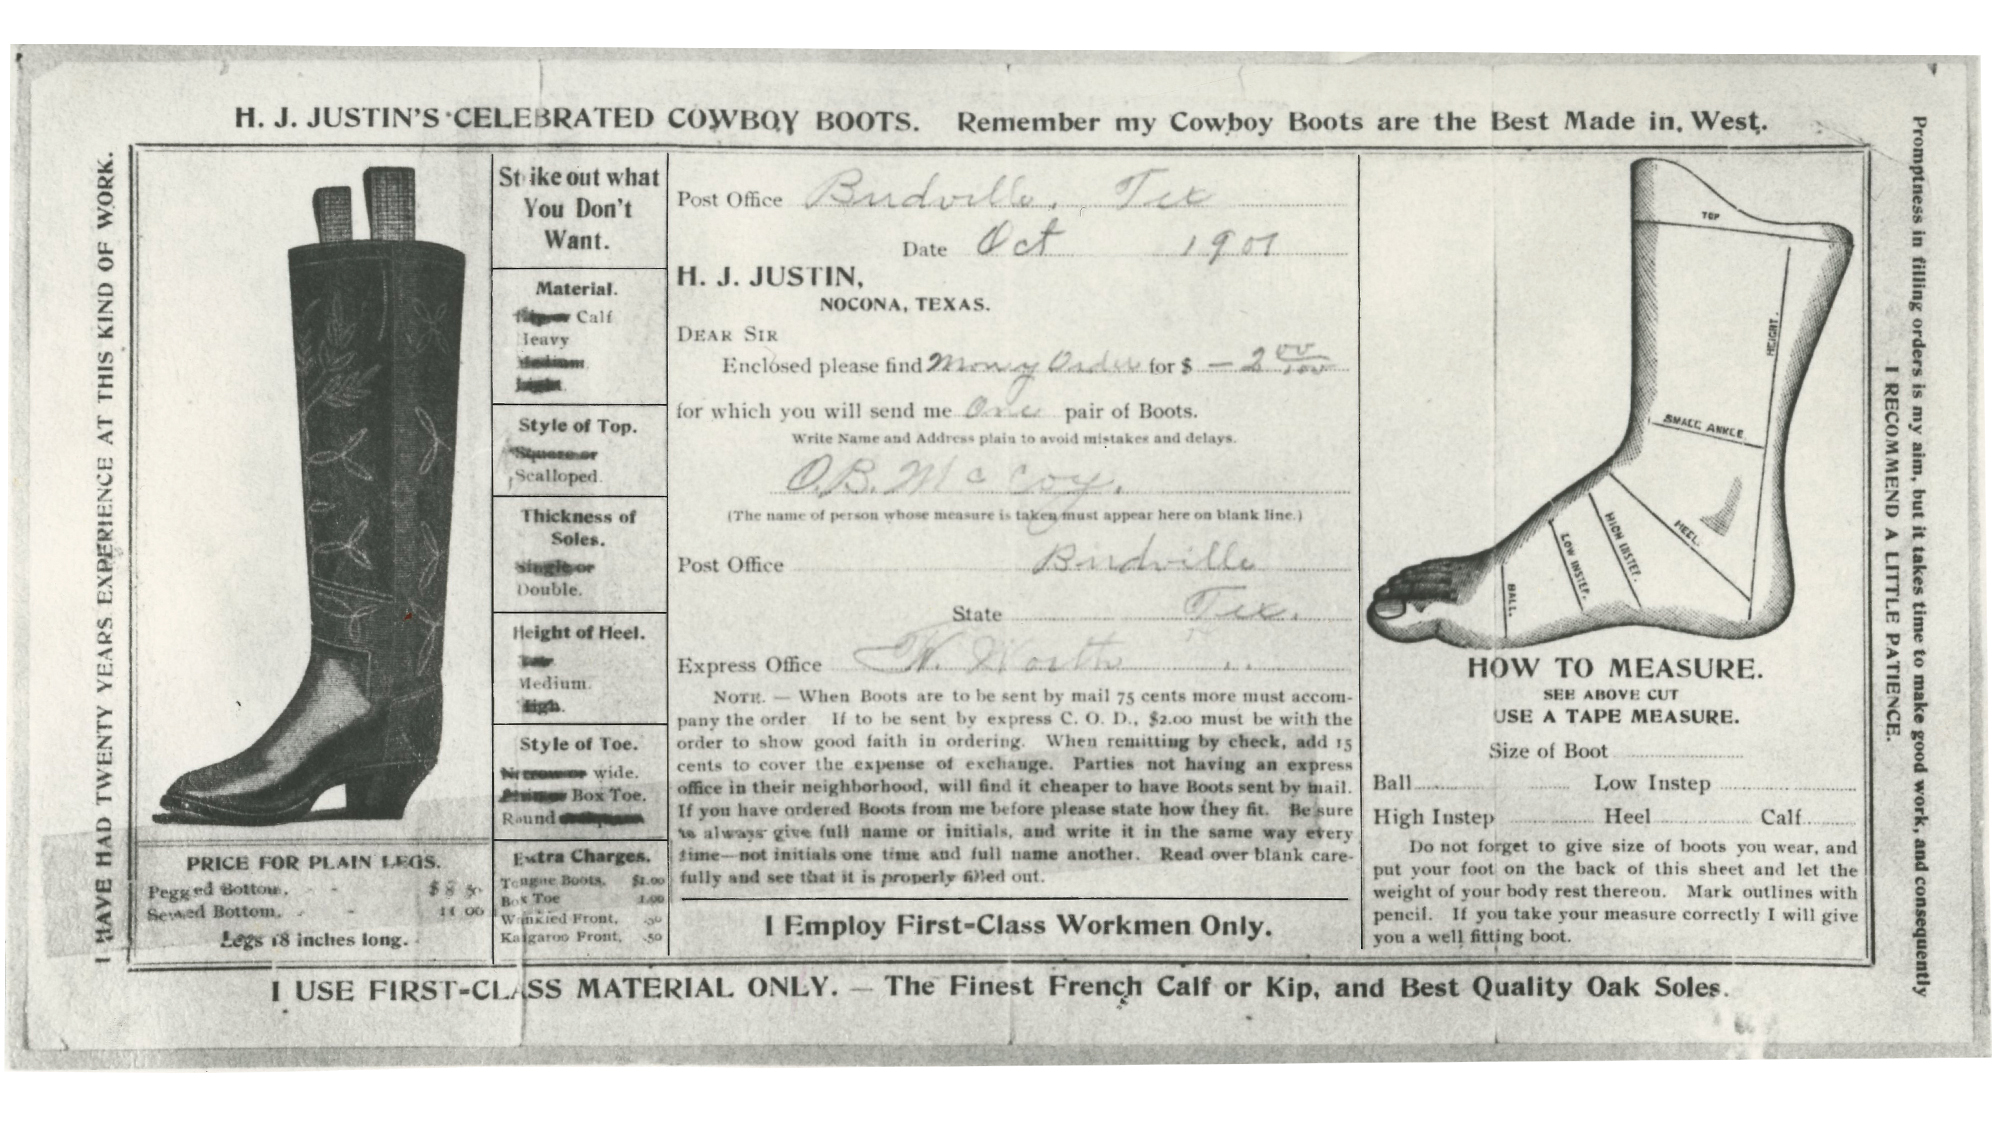 H. J. JUSTIN'S CELEBRATED COWBOY BOOTS. Remember my Cowboy Boots are the Best Made in West.
I HAVE HAD TWENTY YEARS EXPERIENCE AT THIS KIND OF WORK.
PRICE FOR PLAIN LEGS.
Pegged Bottom, - - $8 50
Sewed Bottom, - - 11 00
Legs 18 inches long.
Strike out what
You Don't
Want.
Material.
Calf
Heavy
Medium
Light
Style of Top.
Square or
Scalloped.
Thickness of
Soles.
Single or
Double.
Height of Heel.
Low
Medium.
High.
Style of Toe.
Narrow or wide.
Box Toe.
Round
Extra Charges.
Tongue Boots, $1.00
Box Toe 1.00
Wrinkled Front, .50
Kangaroo Front, .50
Post Office Birdville, Tex
Date Oct 1901
H. J. JUSTIN,
NOCONA, TEXAS.
DEAR SIR
Enclosed please find Money Order for $ - 2 00/100
for which you will send me One pair of Boots.
Write Name and Address plain to avoid mistakes and delays.
O.B. McCoy.
(The name of person whose measure is taken must appear here on blank line.)
Post Office Birdville
State Tex.
Express Office Ft. Worth
NOTE. — When Boots are to be sent by mail 75 cents more must accom-
pany the order If to be sent by express C. O. D., $2.00 must be with the
order to show good faith in ordering. When remitting by check, add 15
cents to cover the expense of exchange. Parties not having an express
office in their neighborhood, will find it cheaper to have Boots sent by mail.
If you have ordered Boots from me before please state how they fit. Be sure
to always give full name or initials, and write it in the same way every
time—not initials one time and full name another. Read over blank care-
fully and see that it is properly filled out.
I Employ First-Class Workmen Only.
TOP
HEIGHT.
SMALL ANKLE
HEEL.
HIGH INSTEP.
LOW INSTEP.
BALL.
HOW TO MEASURE.
SEE ABOVE CUT
USE A TAPE MEASURE.
Size of Boot
Ball Low Instep
High Instep Heel Calf
Do not forget to give size of boots you wear, and
put your foot on the back of this sheet and let the
weight of your body rest thereon. Mark outlines with
pencil. If you take your measure correctly I will give
you a well fitting boot.
Promptness in filling orders is my aim, but it takes time to make good work, and consequently
I RECOMMEND A LITTLE PATIENCE.
I USE FIRST-CLASS MATERIAL ONLY. — The Finest French Calf or Kip, and Best Quality Oak Soles.